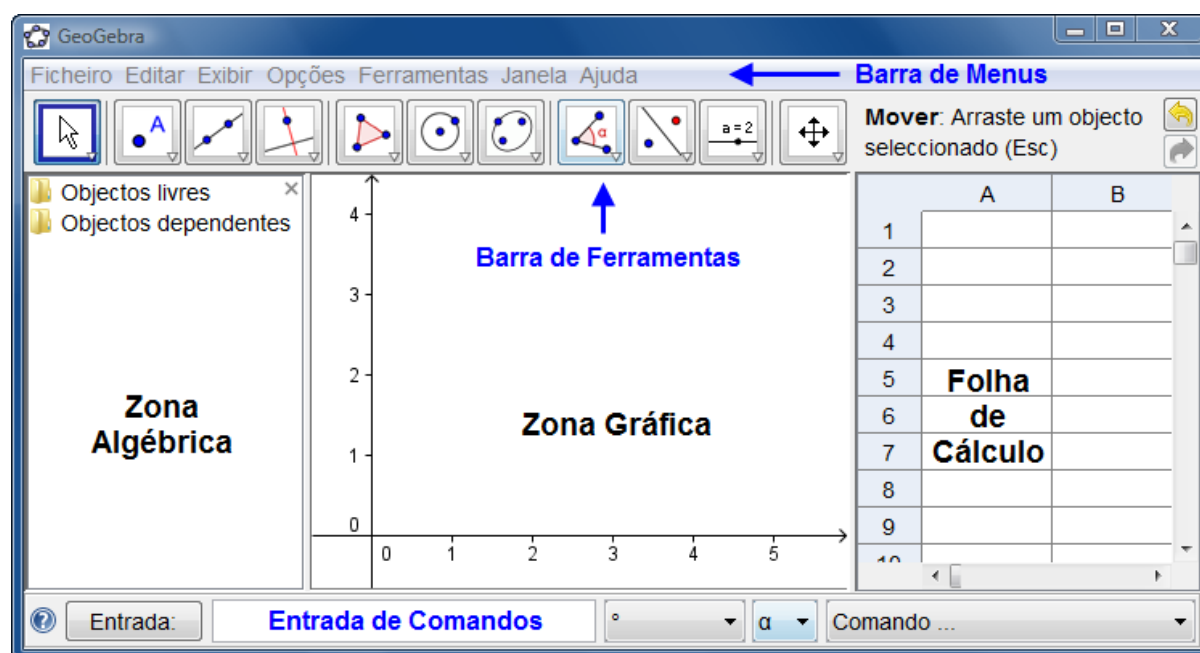 GeoGebra
Ficheiro Editar Exibir Opções Ferramentas Janela Ajuda
Barra de Menus
A
α
a = 2
Mover: Arraste um objecto
seleccionado (Esc)
Objectos livres
Objectos dependentes
Zona
Algébrica
Barra de Ferramentas
4
3
2
1
0
0 1 2 3 4 5
Zona Gráfica
A B
1
2
3
4
5
6
7
8
9
10
Folha
de
Cálculo
Entrada: Entrada de Comandos ° α Comando ...